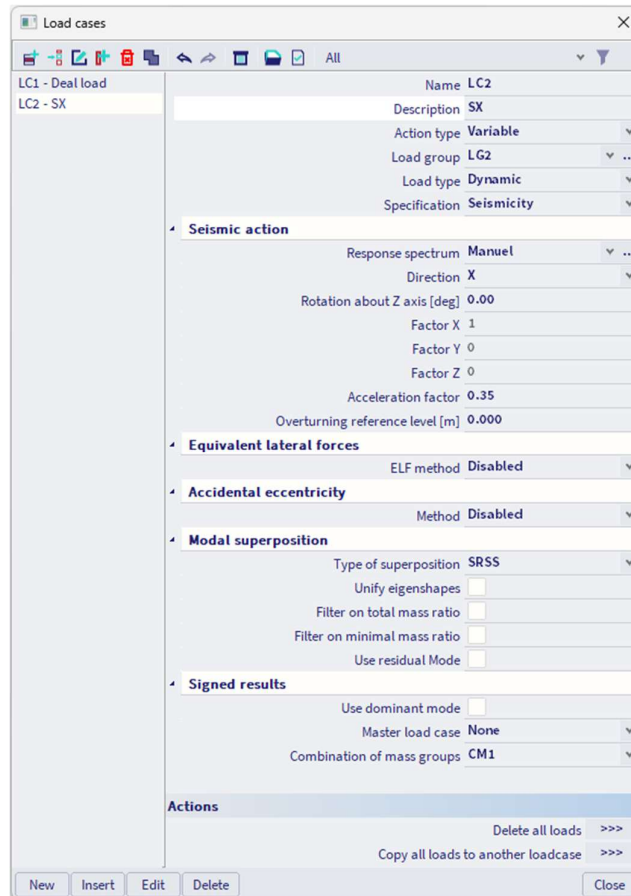 Load cases
All
LC1 - Deal load
LC2 - SX
Name LC2
Description SX
Action type Variable
Load group LG2
Load type Dynamic
Specification Seismicity
Seismic action
Response spectrum Manuel
Direction X
Rotation about Z axis [deg] 0.00
Factor X 1
Factor Y 0
Factor Z 0
Acceleration factor 0.35
Overturning reference level [m] 0.000
Equivalent lateral forces
ELF method Disabled
Accidental eccentricity
Method Disabled
Modal superposition
Type of superposition SRSS
Unify eigenshapes
Filter on total mass ratio
Filter on minimal mass ratio
Use residual Mode
Signed results
Use dominant mode
Master load case None
Combination of mass groups CM1
Actions
Delete all loads >>>
Copy all loads to another loadcase >>>
New Insert Edit Delete Close